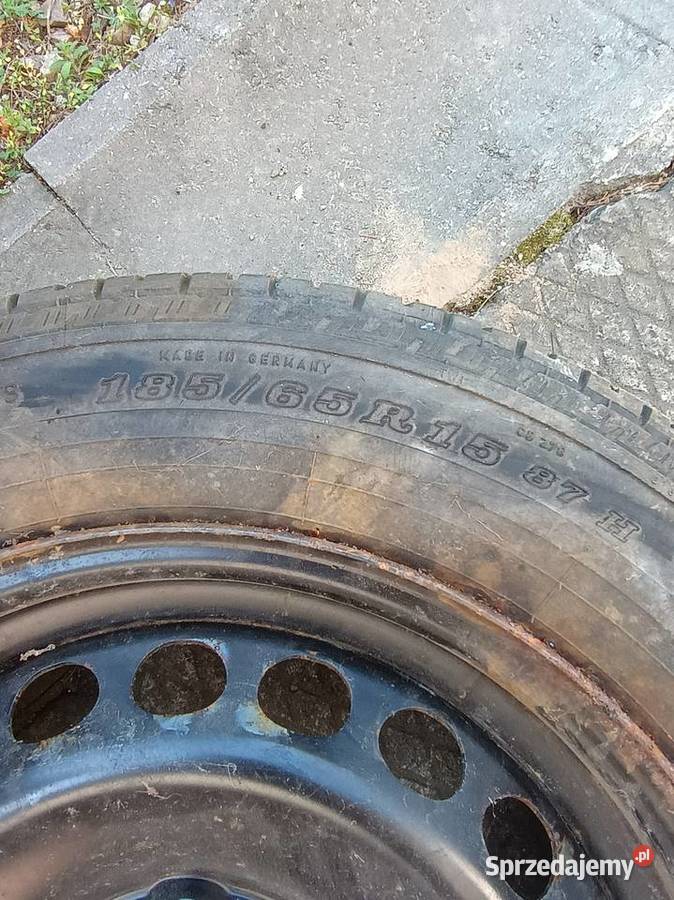 MADE IN GERMANY
185/65R15 87 H
Sprzedajemy.pl